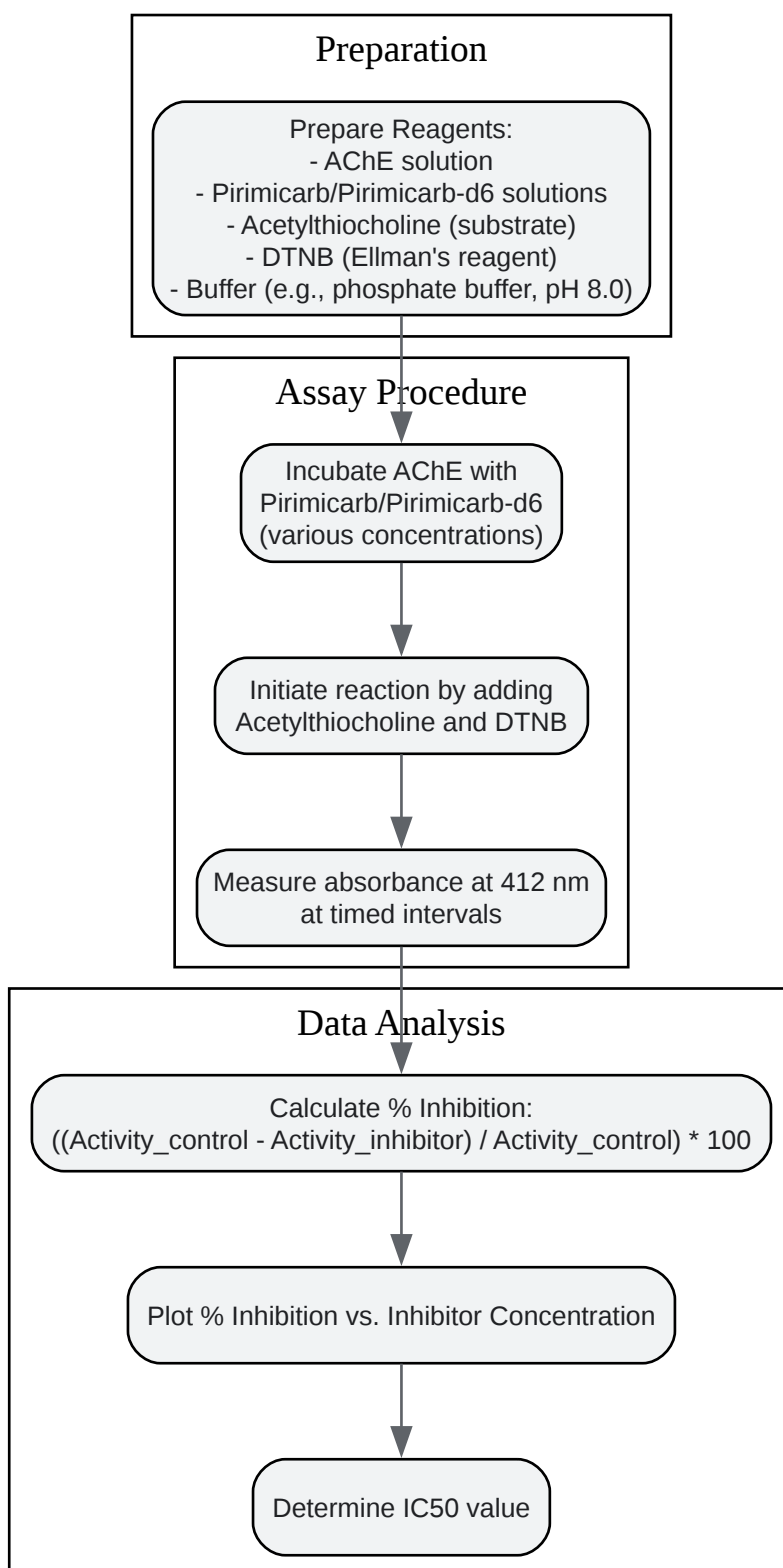 Preparation
Prepare Reagents:
- AChE solution
- Pirimicarb/Pirimicarb-d6 solutions
- Acetylthiocholine (substrate)
- DTNB (Ellman's reagent)
- Buffer (e.g., phosphate buffer, pH 8.0)
Assay Procedure
Incubate AChE with
Pirimicarb/Pirimicarb-d6
(various concentrations)
Initiate reaction by adding
Acetylthiocholine and DTNB
Measure absorbance at 412 nm
at timed intervals
Data Analysis
Calculate % Inhibition:
((Activity_control - Activity_inhibitor) / Activity_control) * 100
Plot % Inhibition vs. Inhibitor Concentration
Determine IC50 value